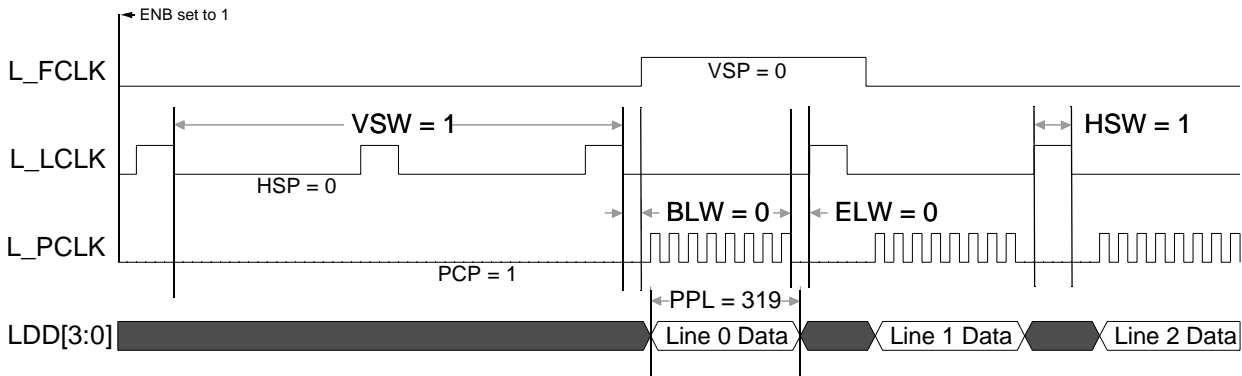 ENB set to 1
L_FCLK
VSP = 0
VSW = 1
HSW = 1
L_LCLK
HSP = 0
BLW = 0
ELW = 0
L_PCLK
PCP = 1
PPL = 319
LDD[3:0]
Line 0 Data
Line 1 Data
Line 2 Data